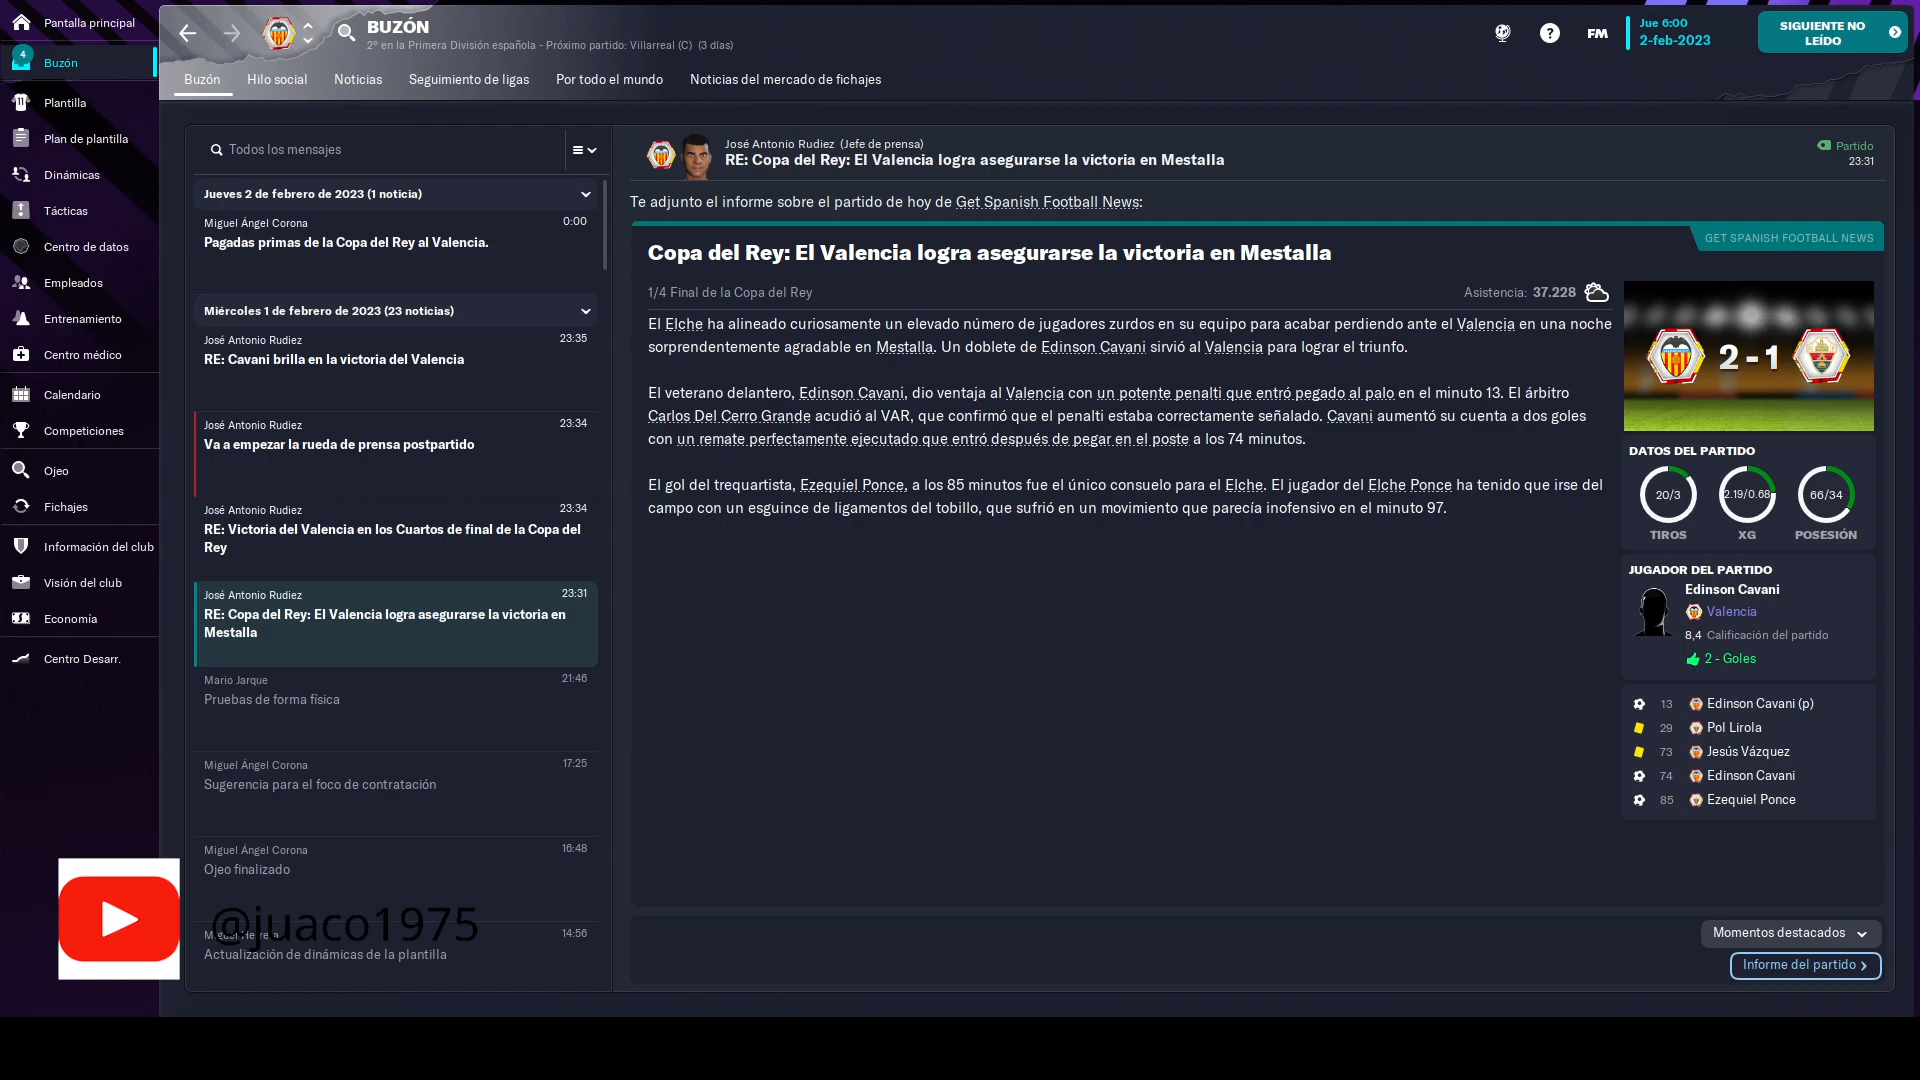 Pantalla principal
4
Buzón
Plantilla
Plan de plantilla
Dinámicas
Tácticas
Centro de datos
Empleados
Entrenamiento
Centro médico
Calendario
Competiciones
Ojeo
Fichajes
Información del club
Visión del club
Economía
Centro Desarr.
BUZÓN
2º en la Primera División española - Próximo partido: Villarreal (C) (3 días)
FM
Jue 6:00
2-feb-2023
SIGUIENTE NO LEÍDO
Buzón Hilo social Noticias Seguimiento de ligas Por todo el mundo Noticias del mercado de fichajes
Todos los mensajes
Jueves 2 de febrero de 2023 (1 noticia)
Miguel Ángel Corona 0:00
Pagadas primas de la Copa del Rey al Valencia.
Miércoles 1 de febrero de 2023 (23 noticias)
José Antonio Rudiez 23:35
RE: Cavani brilla en la victoria del Valencia
José Antonio Rudiez 23:34
Va a empezar la rueda de prensa postpartido
José Antonio Rudiez 23:34
RE: Victoria del Valencia en los Cuartos de final de la Copa del
Rey
José Antonio Rudiez 23:31
RE: Copa del Rey: El Valencia logra asegurarse la victoria en
Mestalla
Mario Jarque 21:46
Pruebas de forma física
Miguel Ángel Corona 17:25
Sugerencia para el foco de contratación
Miguel Ángel Corona 16:48
Ojeo finalizado
@juaco1975
Miguel Herrera 14:56
Actualización de dinámicas de la plantilla
José Antonio Rudiez (Jefe de prensa)
RE: Copa del Rey: El Valencia logra asegurarse la victoria en Mestalla
Partido
23:31
Te adjunto el informe sobre el partido de hoy de Get Spanish Football News:
GET SPANISH FOOTBALL NEWS
Copa del Rey: El Valencia logra asegurarse la victoria en Mestalla
1/4 Final de la Copa del Rey Asistencia: 37.228
El Elche ha alineado curiosamente un elevado número de jugadores zurdos en su equipo para acabar perdiendo ante el Valencia en una noche
sorprendentemente agradable en Mestalla. Un doblete de Edinson Cavani sirvió al Valencia para lograr el triunfo.
El veterano delantero, Edinson Cavani, dio ventaja al Valencia con un potente penalti que entró pegado al palo en el minuto 13. El árbitro
Carlos Del Cerro Grande acudió al VAR, que confirmó que el penalti estaba correctamente señalado. Cavani aumentó su cuenta a dos goles
con un remate perfectamente ejecutado que entró después de pegar en el poste a los 74 minutos.
El gol del trequartista, Ezequiel Ponce, a los 85 minutos fue el único consuelo para el Elche. El jugador del Elche Ponce ha tenido que irse del
campo con un esguince de ligamentos del tobillo, que sufrió en un movimiento que parecía inofensivo en el minuto 97.
2 - 1
DATOS DEL PARTIDO
20/3 2.19/0.68 66/34
TIROS XG POSESIÓN
JUGADOR DEL PARTIDO
Edinson Cavani
Valencia
8,4 Calificación del partido
2 - Goles
13 Edinson Cavani (p)
29 Pol Lirola
73 Jesús Vázquez
74 Edinson Cavani
85 Ezequiel Ponce
Momentos destacados
Informe del partido